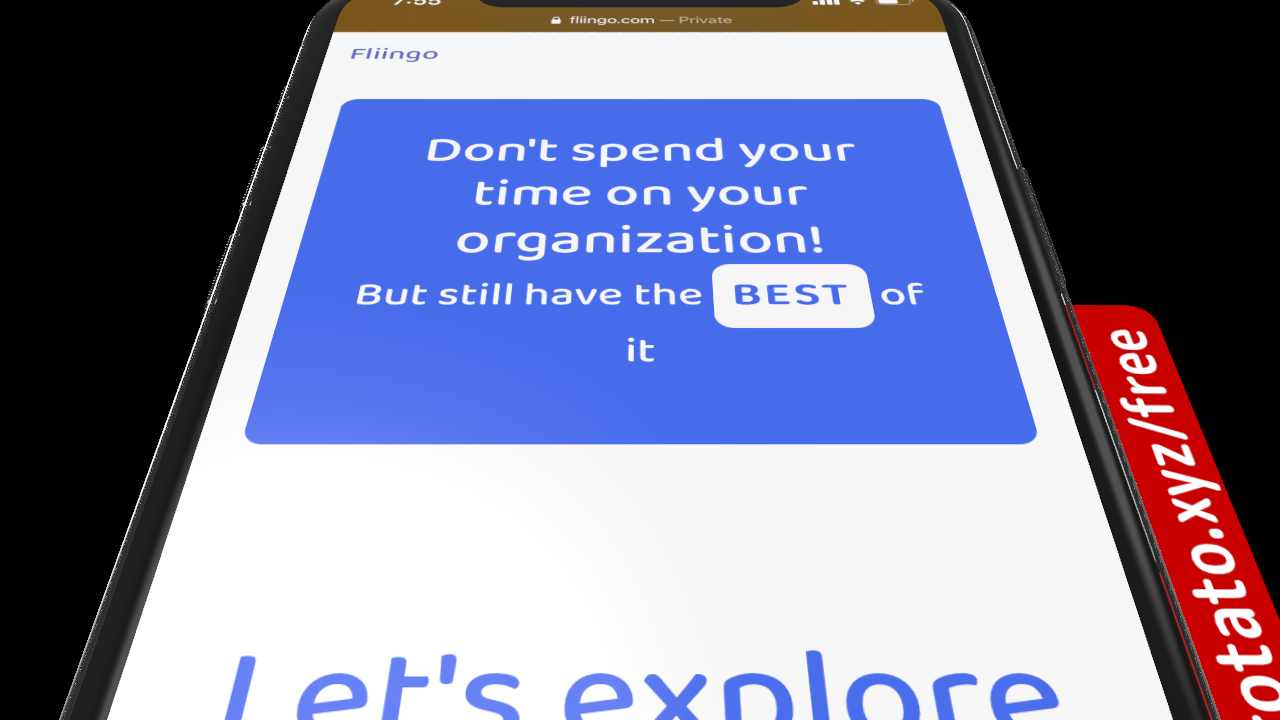 7:55
fliingo.com — Private
Fliingo
Don't spend your
time on your
organization!
But still have the BEST of
it
Let's explore
otato.xyz/free